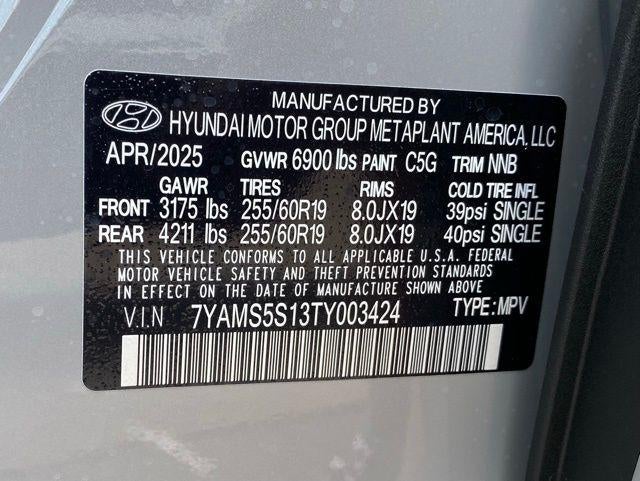 MANUFACTURED BY
HYUNDAI MOTOR GROUP METAPLANT AMERICA, LLC
APR/2025 GVWR 6900 lbs PAINT C5G TRIM NNB
GAWR TIRES RIMS COLD TIRE INFL
FRONT 3175 lbs 255/60R19 8.0JX19 39psi SINGLE
REAR 4211 lbs 255/60R19 8.0JX19 40psi SINGLE
THIS VEHICLE CONFORMS TO ALL APPLICABLE U.S.A. FEDERAL
MOTOR VEHICLE SAFETY AND THEFT PREVENTION STANDARDS
IN EFFECT ON THE DATE OF MANUFACTURE SHOWN ABOVE.
V.I.N 7YAMS5S13TY003424 TYPE: MPV